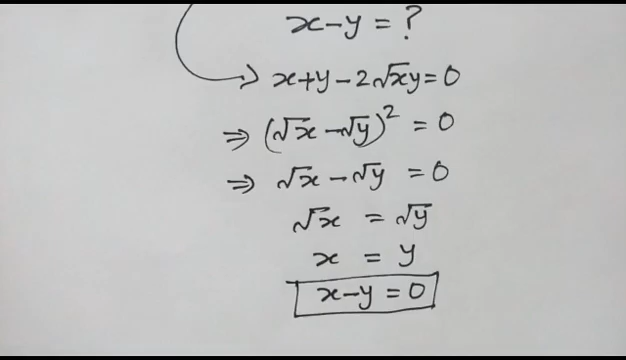 x-y = ?
x+y-2√xy=0
⇒ (√x-√y)² = 0
⇒ √x-√y = 0
√x = √y
x = y
x-y = 0